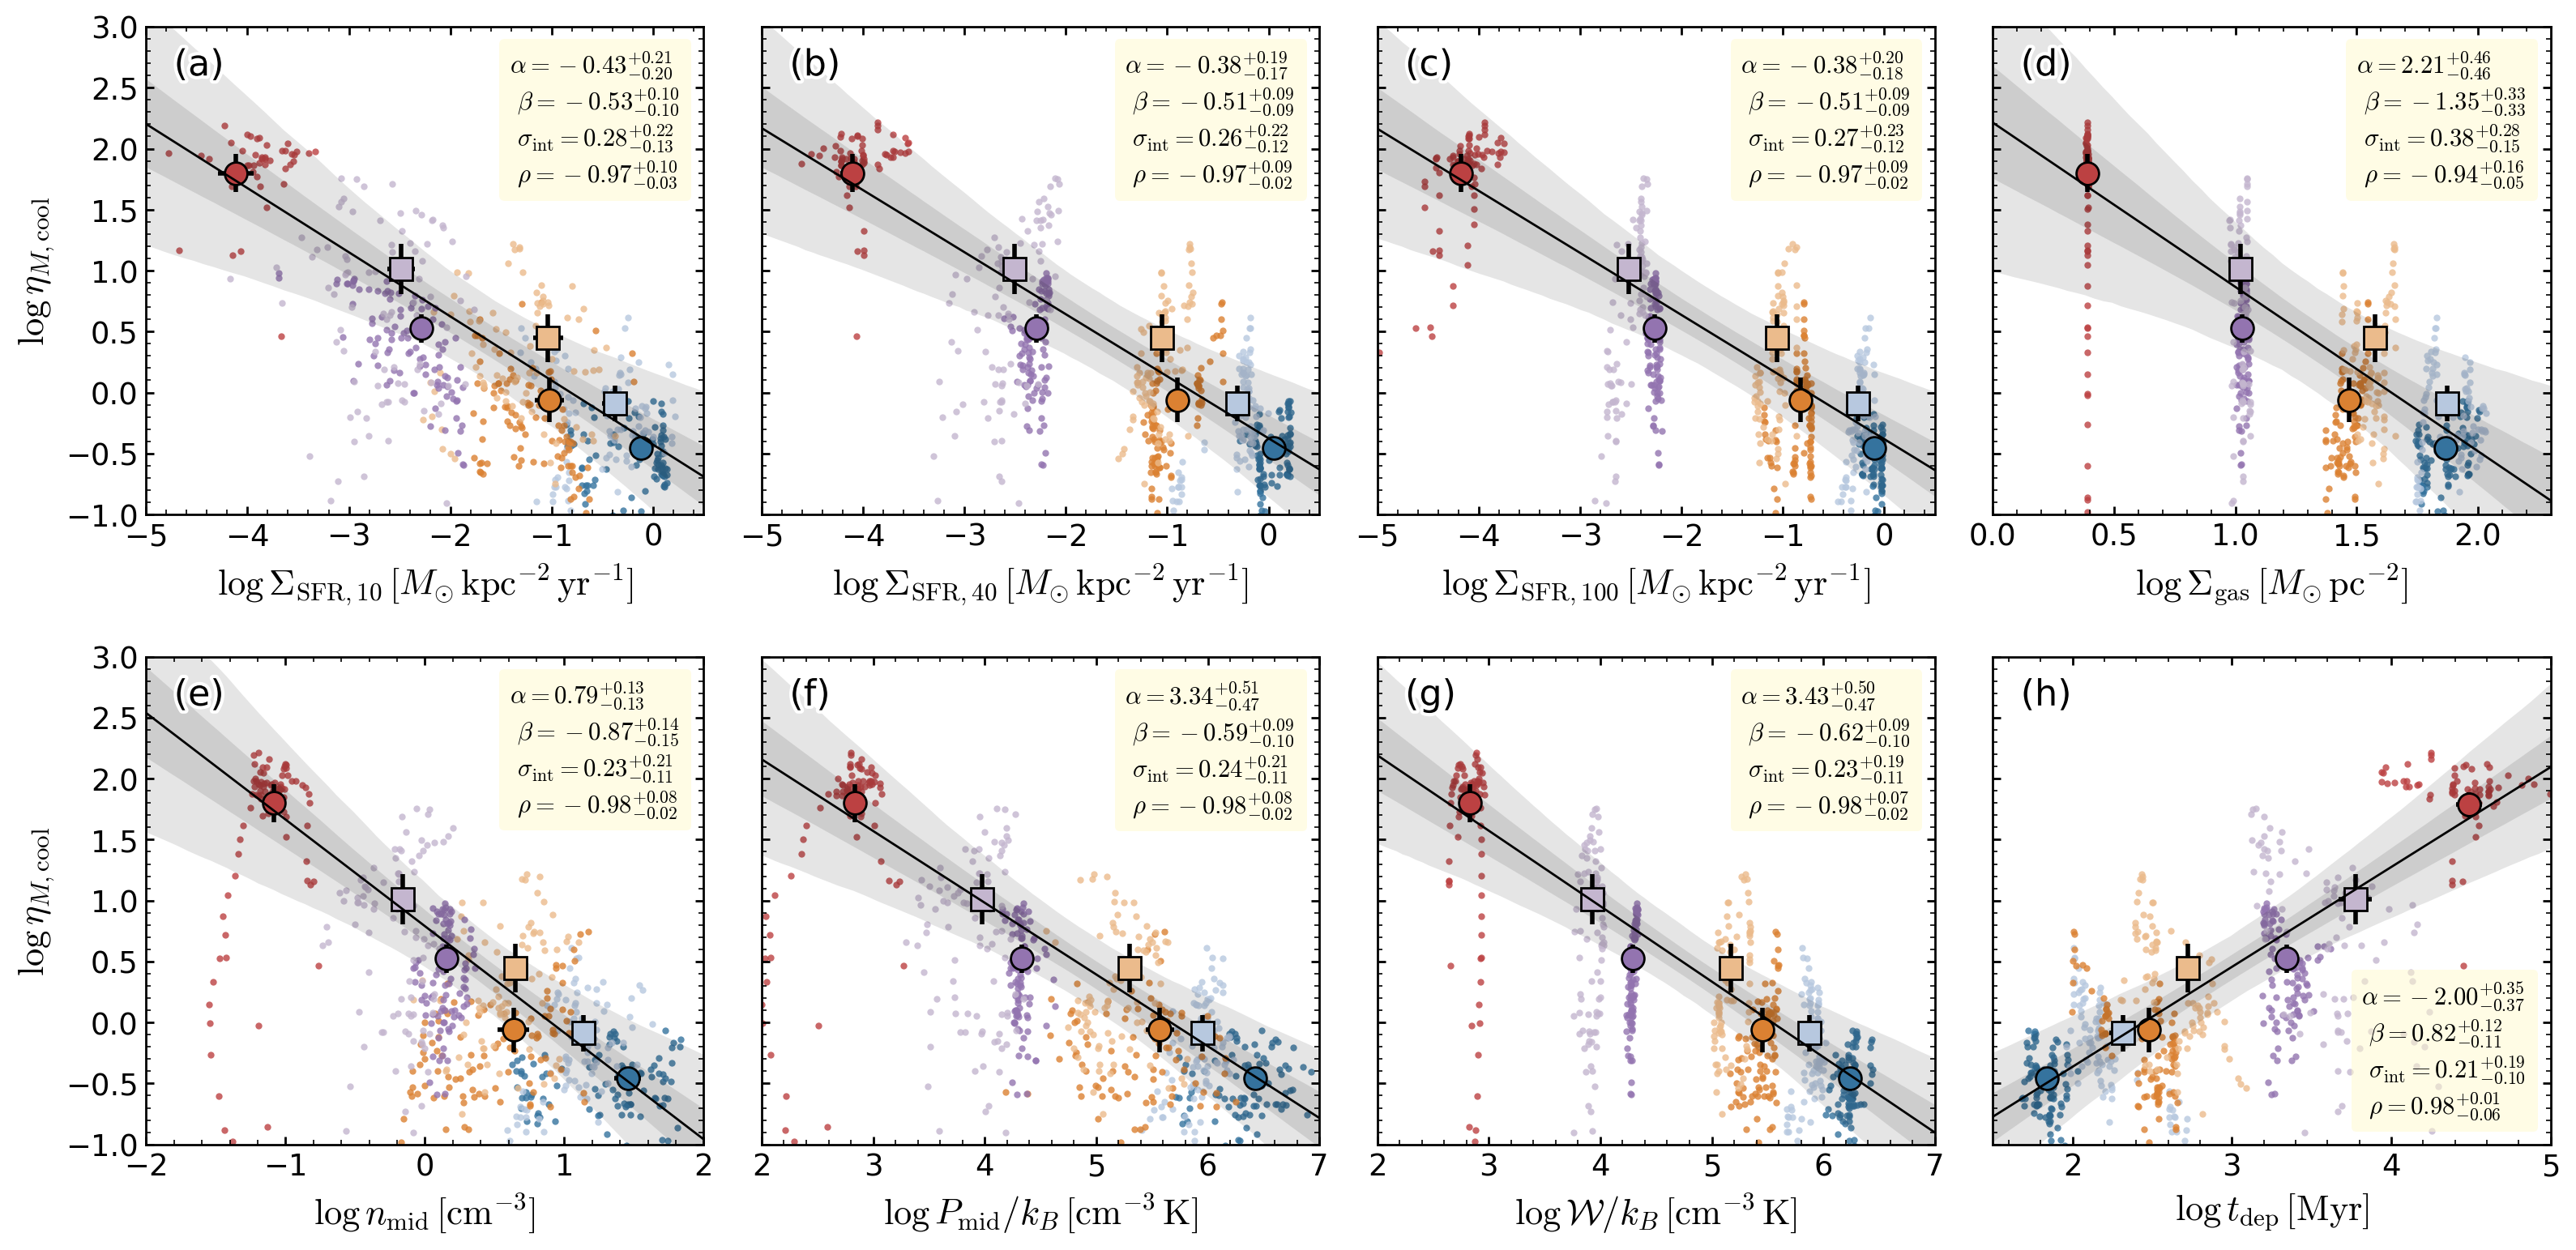 3.0
2.5
2.0
1.5
1.0
0.5
0.0
−0.5
−1.0
log η_{M, cool}
(a)
α = − 0.43^{+0.21}_{−0.20}
β = − 0.53^{+0.10}_{−0.10}
σ_{int} = 0.28^{+0.22}_{−0.13}
ρ = − 0.97^{+0.10}_{−0.03}
−5 −4 −3 −2 −1 0
log Σ_{SFR, 10} [M_⊙ kpc^{−2} yr^{−1}]
(b)
α = − 0.38^{+0.19}_{−0.17}
β = − 0.51^{+0.09}_{−0.09}
σ_{int} = 0.26^{+0.22}_{−0.12}
ρ = − 0.97^{+0.09}_{−0.02}
−5 −4 −3 −2 −1 0
log Σ_{SFR, 40} [M_⊙ kpc^{−2} yr^{−1}]
(c)
α = − 0.38^{+0.20}_{−0.18}
β = − 0.51^{+0.09}_{−0.09}
σ_{int} = 0.27^{+0.23}_{−0.12}
ρ = − 0.97^{+0.09}_{−0.02}
−5 −4 −3 −2 −1 0
log Σ_{SFR, 100} [M_⊙ kpc^{−2} yr^{−1}]
(d)
α = 2.21^{+0.46}_{−0.46}
β = − 1.35^{+0.33}_{−0.33}
σ_{int} = 0.38^{+0.28}_{−0.15}
ρ = − 0.94^{+0.16}_{−0.05}
0.0 0.5 1.0 1.5 2.0
log Σ_{gas} [M_⊙ pc^{−2}]
3.0
2.5
2.0
1.5
1.0
0.5
0.0
−0.5
−1.0
log η_{M, cool}
(e)
α = 0.79^{+0.13}_{−0.13}
β = − 0.87^{+0.14}_{−0.15}
σ_{int} = 0.23^{+0.21}_{−0.11}
ρ = − 0.98^{+0.08}_{−0.02}
−2 −1 0 1 2
log n_{mid} [cm^{−3}]
(f)
α = 3.34^{+0.51}_{−0.47}
β = − 0.59^{+0.09}_{−0.10}
σ_{int} = 0.24^{+0.21}_{−0.11}
ρ = − 0.98^{+0.08}_{−0.02}
2 3 4 5 6 7
log P_{mid}/k_B [cm^{−3} K]
(g)
α = 3.43^{+0.50}_{−0.47}
β = − 0.62^{+0.09}_{−0.10}
σ_{int} = 0.23^{+0.19}_{−0.11}
ρ = − 0.98^{+0.07}_{−0.02}
2 3 4 5 6 7
log 𝒲/k_B [cm^{−3} K]
(h)
α = − 2.00^{+0.35}_{−0.37}
β = 0.82^{+0.12}_{−0.11}
σ_{int} = 0.21^{+0.19}_{−0.10}
ρ = 0.98^{+0.01}_{−0.06}
2 3 4 5
log t_{dep} [Myr]